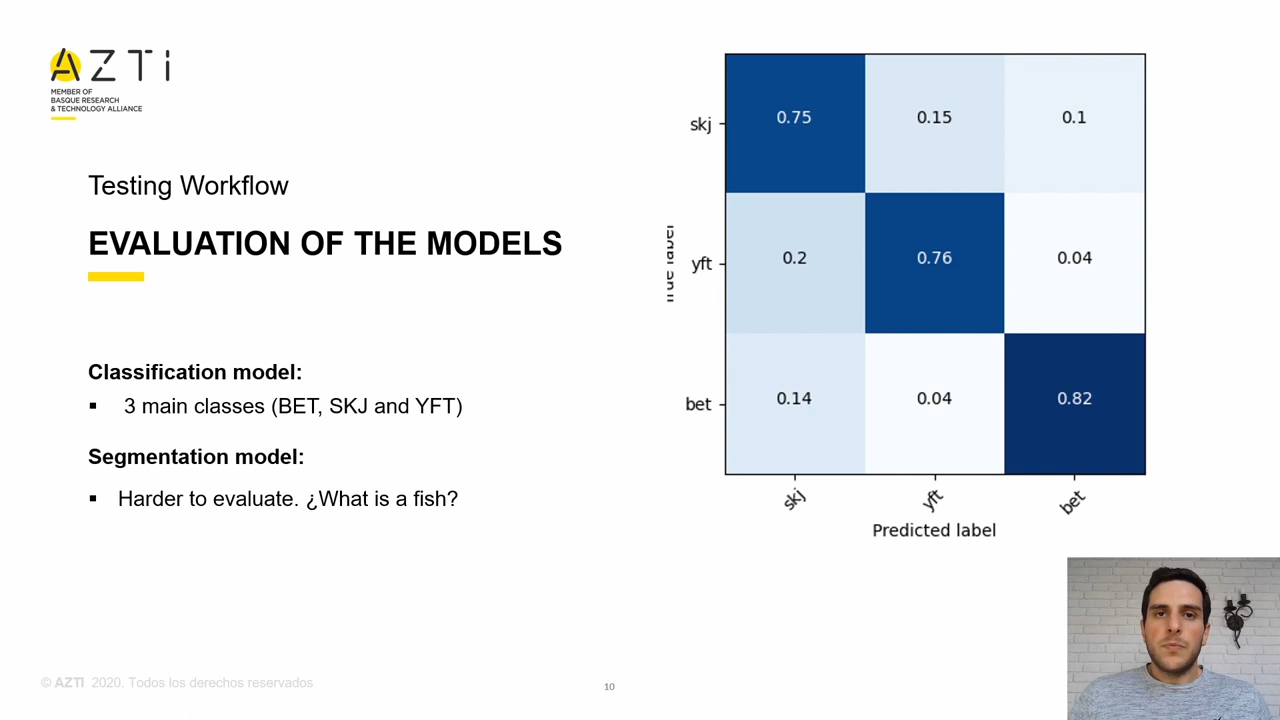 AZTi
MEMBER OF
BASQUE RESEARCH
& TECHNOLOGY ALLIANCE
Testing Workflow
EVALUATION OF THE MODELS
Classification model:
▪ 3 main classes (BET, SKJ and YFT)
Segmentation model:
▪ Harder to evaluate. ¿What is a fish?
True label
skj 0.75 0.15 0.1
yft 0.2 0.76 0.04
bet 0.14 0.04 0.82
skj yft bet
Predicted label
© AZTI 2020. Todos los derechos reservados
10